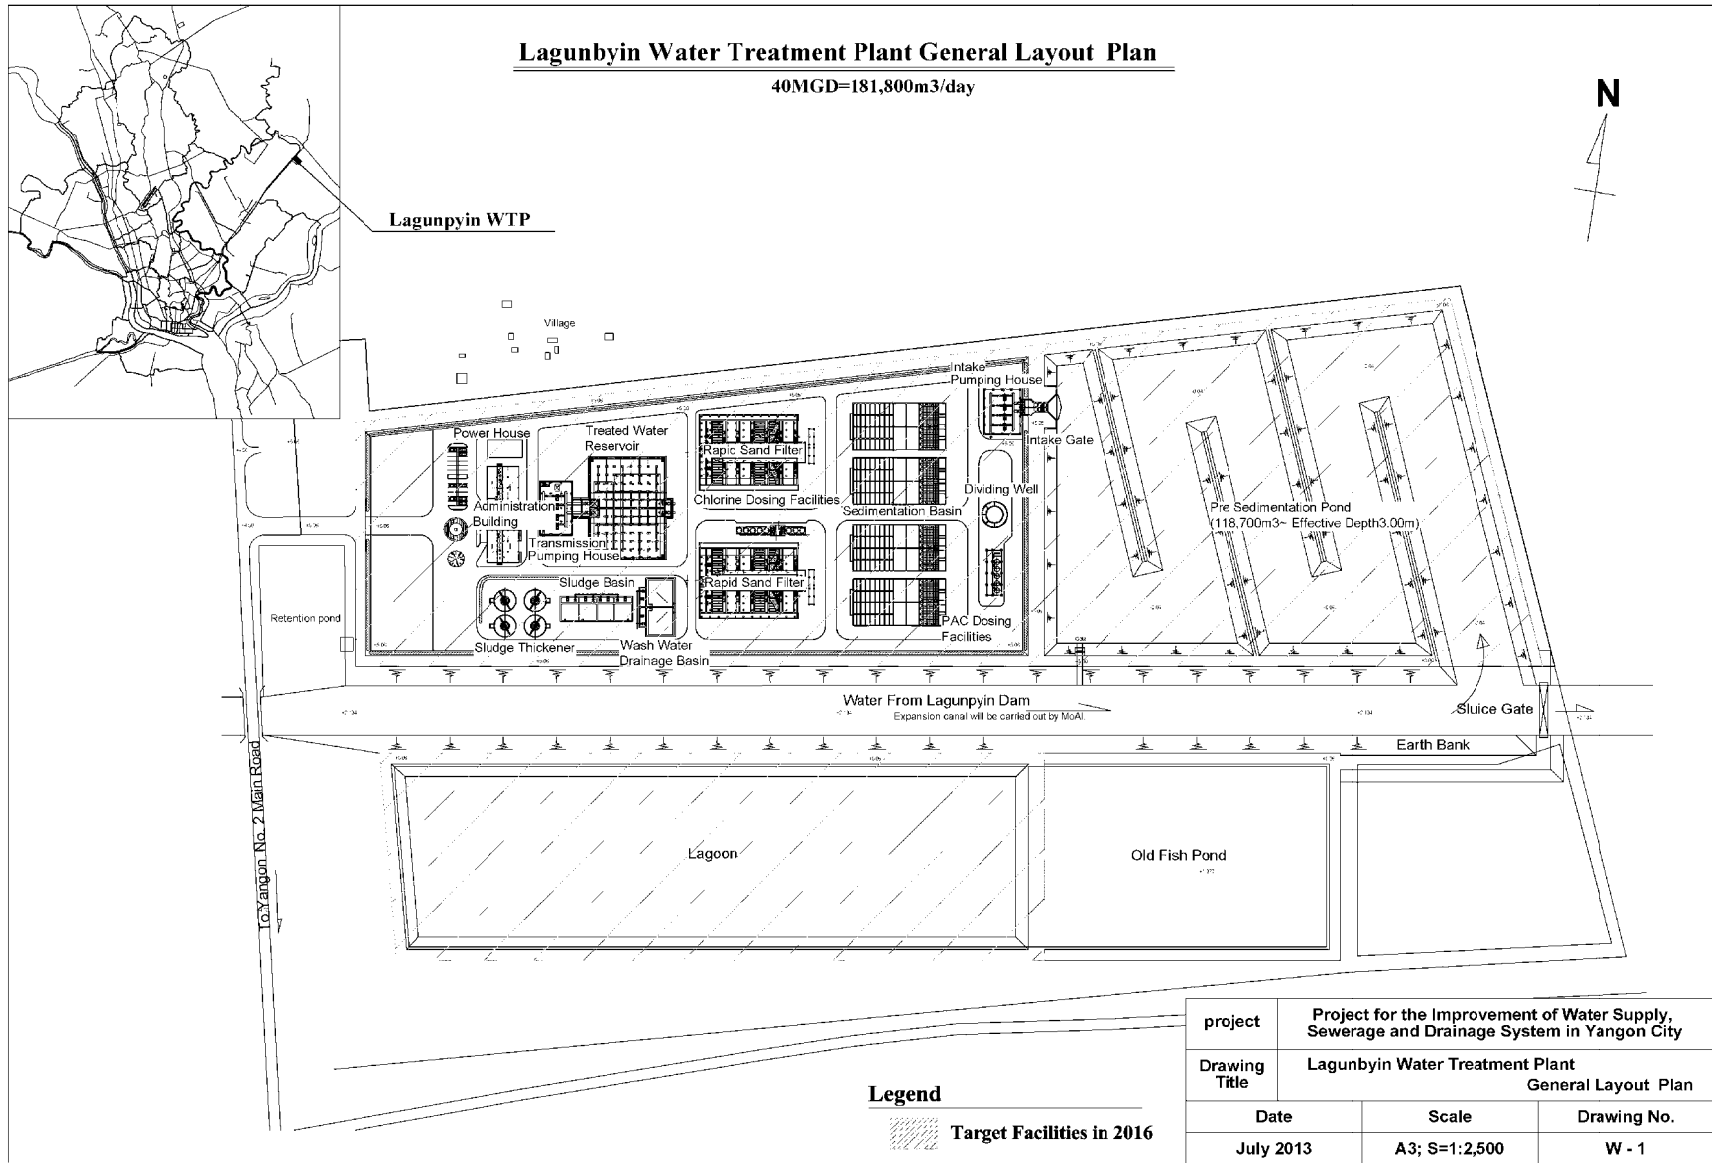 Lagunbyin Water Treatment Plant General Layout Plan
40MGD=181,800m3/day
N
Lagunpyin WTP
Village
Intake
Pumping House
Power House
Treated Water
Reservoir
Rapic Sand Filter
Intake Gate
Chlorine Dosing Facilities
Dividing Well
Administration
Building
Sedimentation Basin
Pre Sedimentation Pond
(118,700m3~ Effective Depth3.00m)
Transmission
Pumping House
Sludge Basin
Rapid Sand Filter
Retention pond
PAC Dosing
Facilities
Sludge Thickener
Wash Water
Drainage Basin
Water From Lagunpyin Dam
Expansion canal will be carried out by MoAI.
Sluice Gate
Earth Bank
To Yangon No. 2 Main Road
Lagoon
Old Fish Pond
Legend
Target Facilities in 2016
project
Project for the Improvement of Water Supply,
Sewerage and Drainage System in Yangon City
Drawing
Title
Lagunbyin Water Treatment Plant
General Layout Plan
Date
Scale
Drawing No.
July 2013
A3; S=1:2,500
W - 1